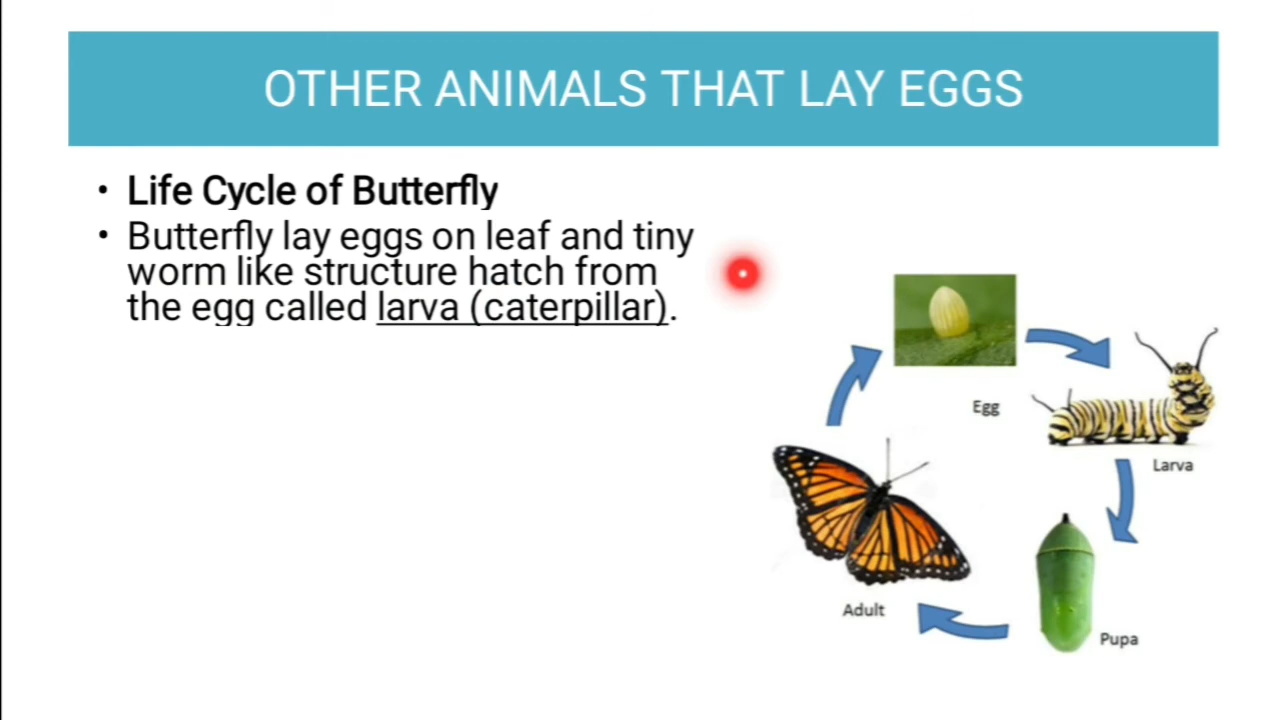 OTHER ANIMALS THAT LAY EGGS
• Life Cycle of Butterfly
• Butterfly lay eggs on leaf and tiny
worm like structure hatch from
the egg called larva (caterpillar).
Egg
Larva
Adult
Pupa